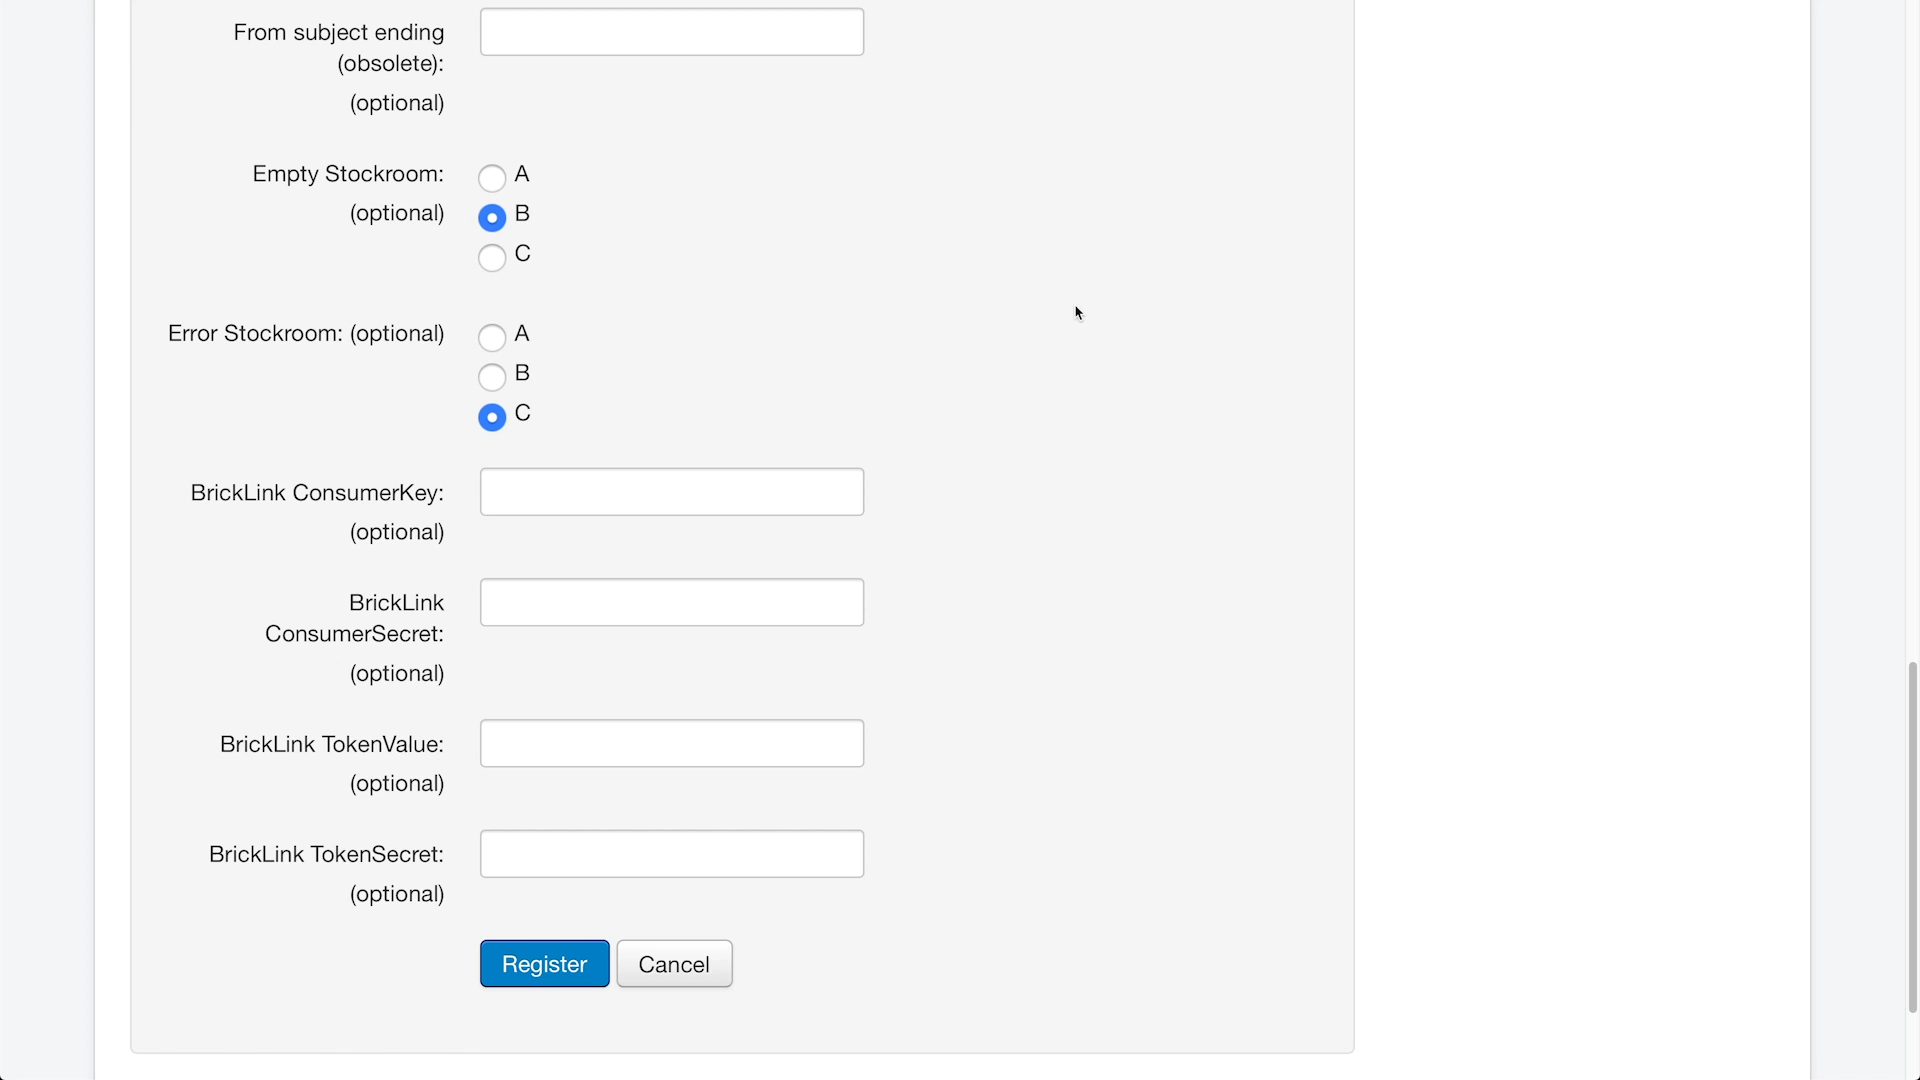 From subject ending
(obsolete):
(optional)
Empty Stockroom:
(optional)
A
B
C
Error Stockroom: (optional)
A
B
C
BrickLink ConsumerKey:
(optional)
BrickLink
ConsumerSecret:
(optional)
BrickLink TokenValue:
(optional)
BrickLink TokenSecret:
(optional)
Register
Cancel